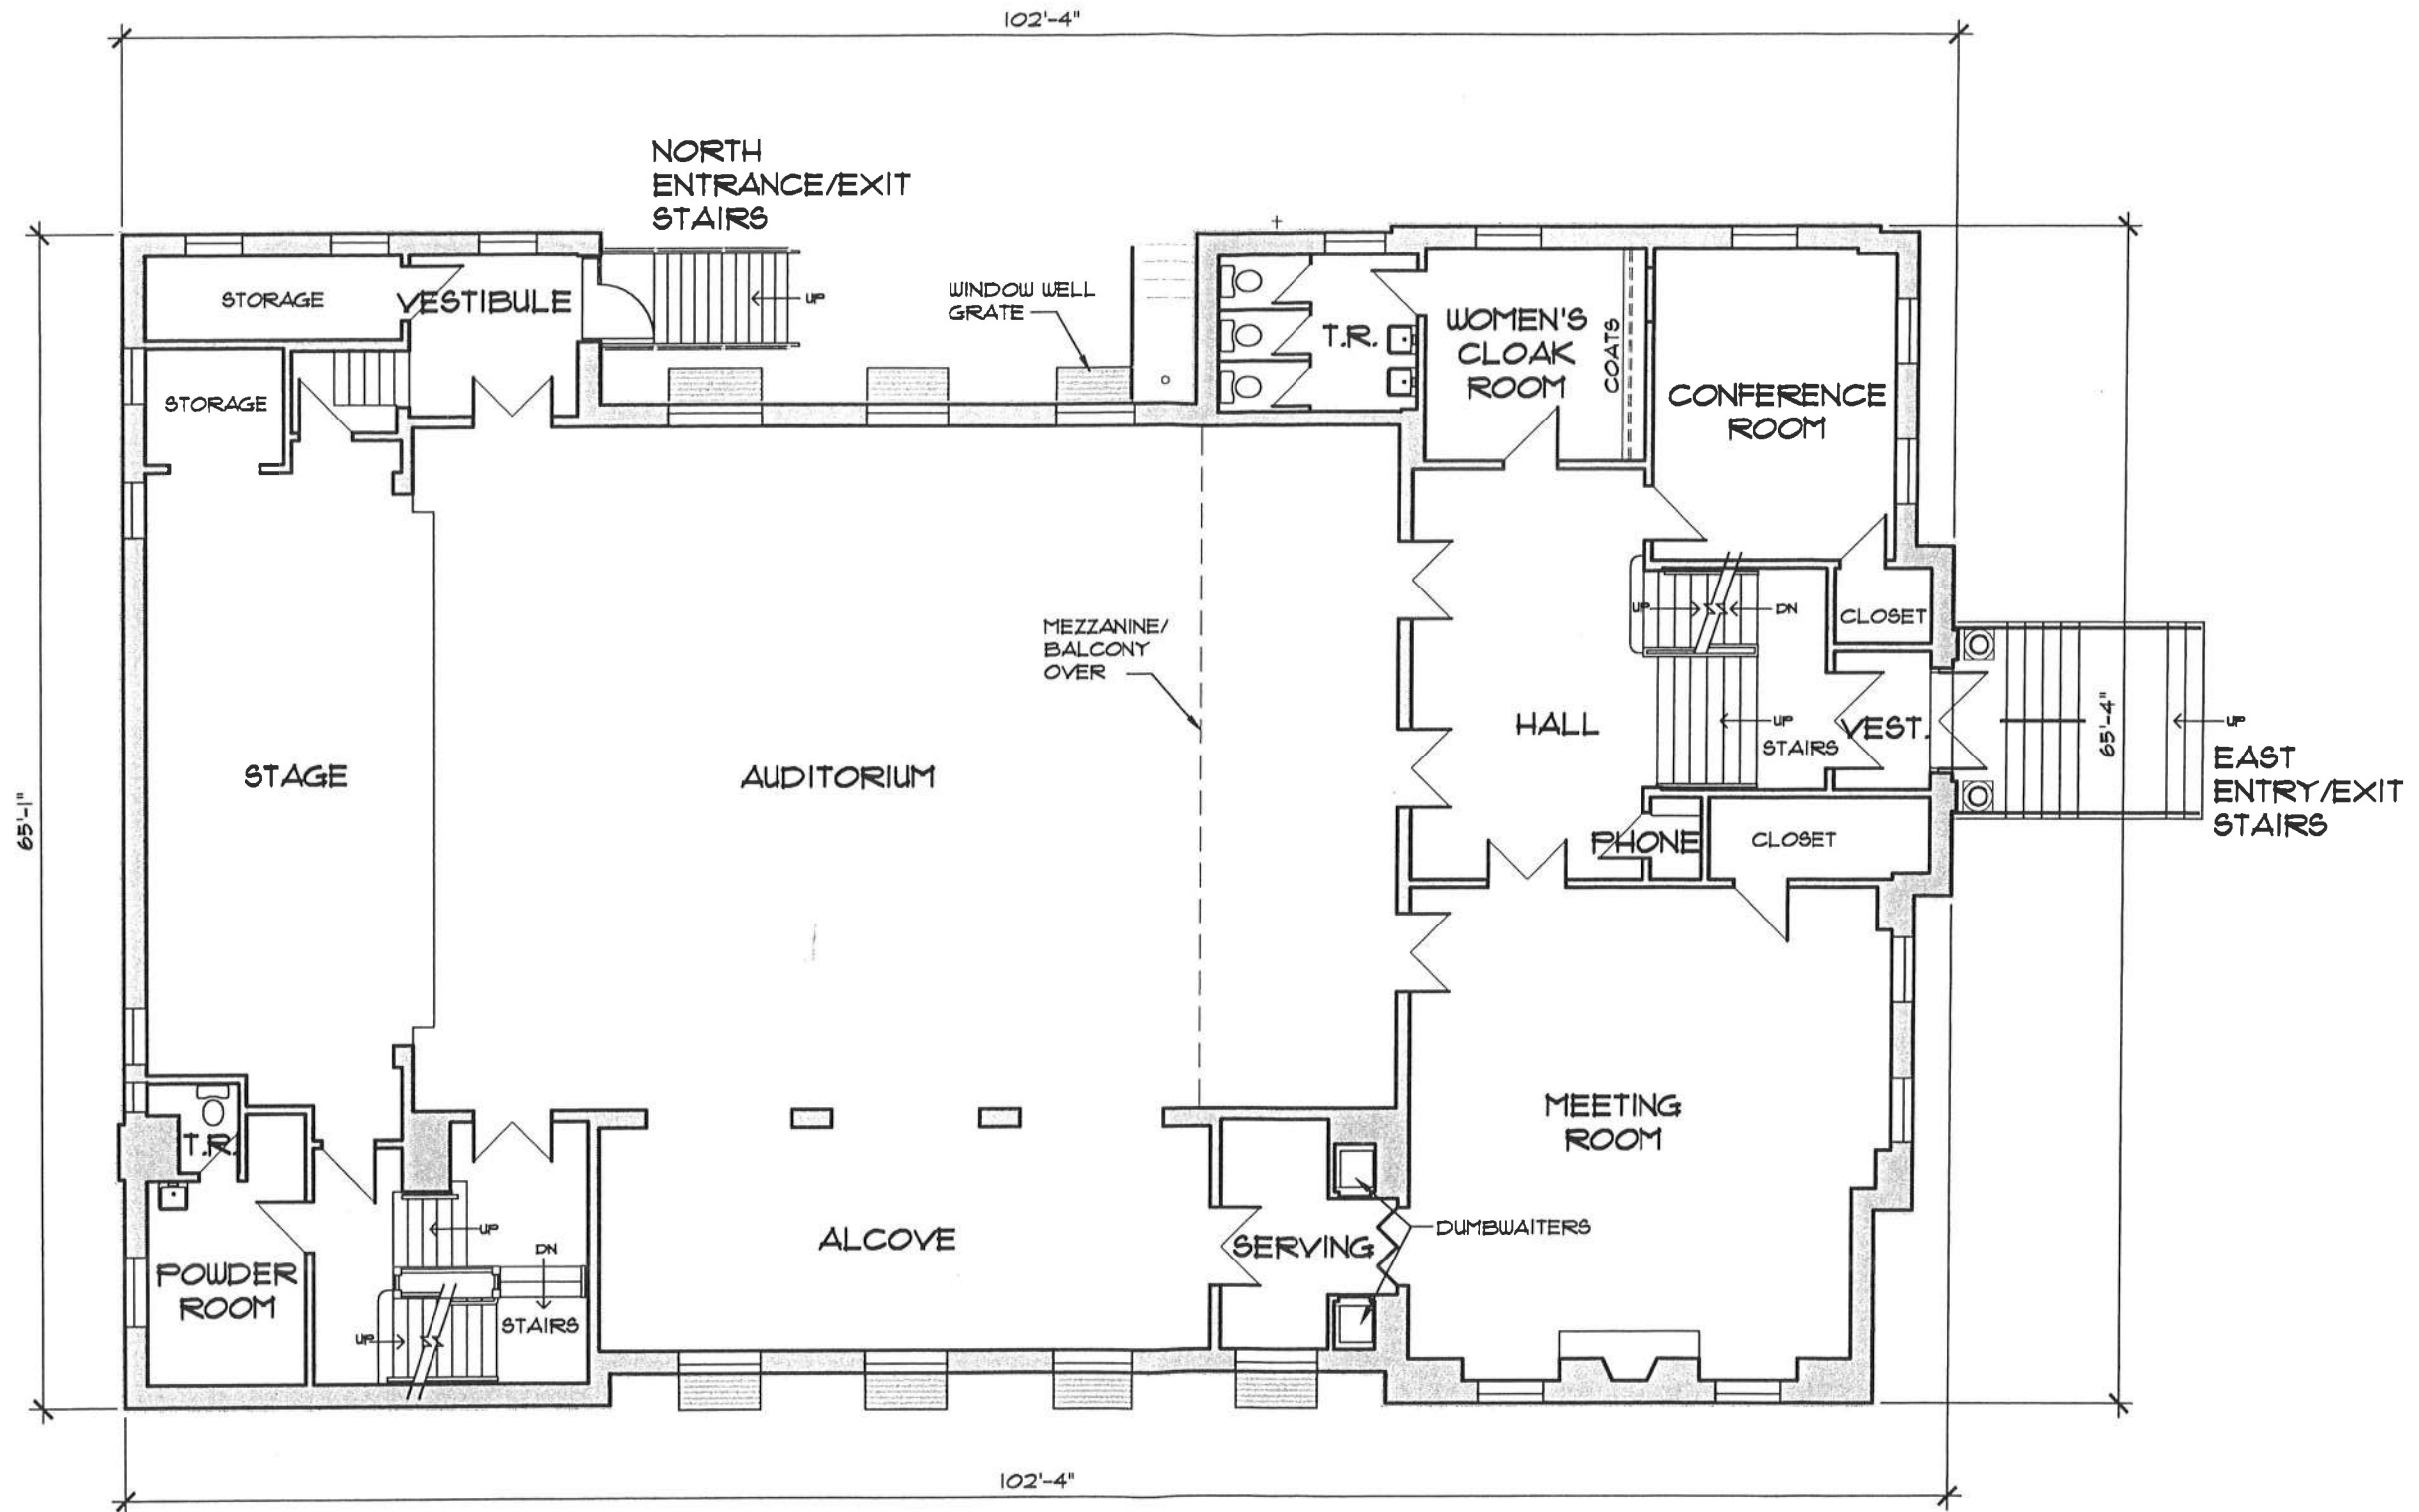 102'-4"
NORTH
ENTRANCE/EXIT
STAIRS
STORAGE
VESTIBULE
UP
WINDOW WELL
GRATE
T.R.
WOMEN'S
CLOAK
ROOM
COATS
CONFERENCE
ROOM
STORAGE
MEZZANINE/
BALCONY
OVER
UP
DN
CLOSET
HALL
UP
STAIRS
VEST.
65'-4"
UP
EAST
ENTRY/EXIT
STAIRS
STAGE
AUDITORIUM
65'-1"
PHONE
CLOSET
MEETING
ROOM
T.R.
UP
DN
ALCOVE
SERVING
DUMBWAITERS
POWDER
ROOM
UP
STAIRS
102'-4"